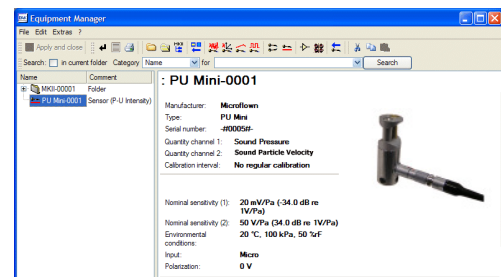 Equipment Manager
File Edit Extras ?
Apply and close
Search: in current folder Category Name for Search
Name Comment
MKII-00001 Folder
PU Mini-0001 Sensor (P-U Intensity)
: PU Mini-0001
Manufacturer: Microflown
Type: PU Mini
Serial number: -#0005#-
Quantity channel 1: Sound Pressure
Quantity channel 2: Sound Particle Velocity
Calibration interval: No regular calibration
Nominal sensitivity (1): 20 mV/Pa (-34.0 dB re
1V/Pa)
Nominal sensitivity (2): 50 V/Pa (34.0 dB re 1V/Pa)
Environmental 20 °C, 100 kPa, 50 %rF
conditions:
Input: Micro
Polarization: 0 V